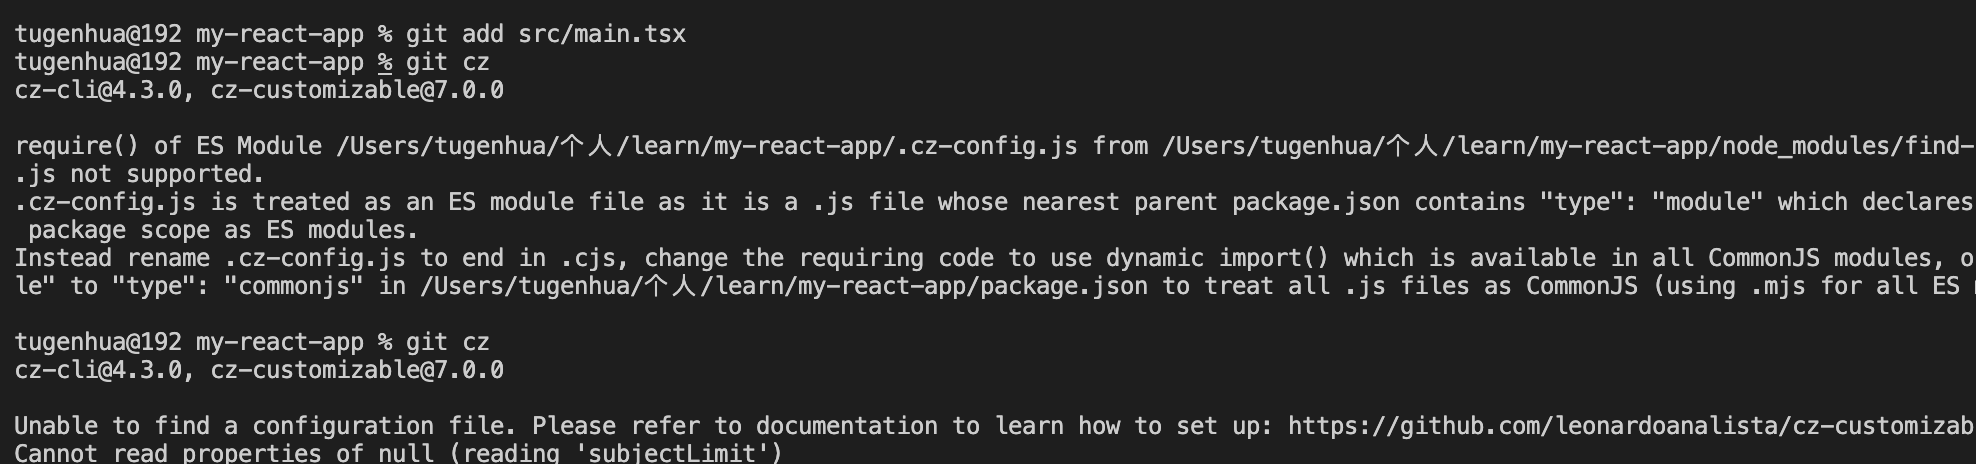 tugenhua@192 my-react-app % git add src/main.tsx
tugenhua@192 my-react-app % git cz
cz-cli@4.3.0, cz-customizable@7.0.0
require() of ES Module /Users/tugenhua/个人/learn/my-react-app/.cz-config.js from /Users/tugenhua/个人/learn/my-react-app/node_modules/find-
.js not supported.
.cz-config.js is treated as an ES module file as it is a .js file whose nearest parent package.json contains "type": "module" which declares
package scope as ES modules.
Instead rename .cz-config.js to end in .cjs, change the requiring code to use dynamic import() which is available in all CommonJS modules, o
le" to "type": "commonjs" in /Users/tugenhua/个人/learn/my-react-app/package.json to treat all .js files as CommonJS (using .mjs for all ES
tugenhua@192 my-react-app % git cz
cz-cli@4.3.0, cz-customizable@7.0.0
Unable to find a configuration file. Please refer to documentation to learn how to set up: https://github.com/leonardoanalista/cz-customizab
Cannot read properties of null (reading 'subjectLimit')